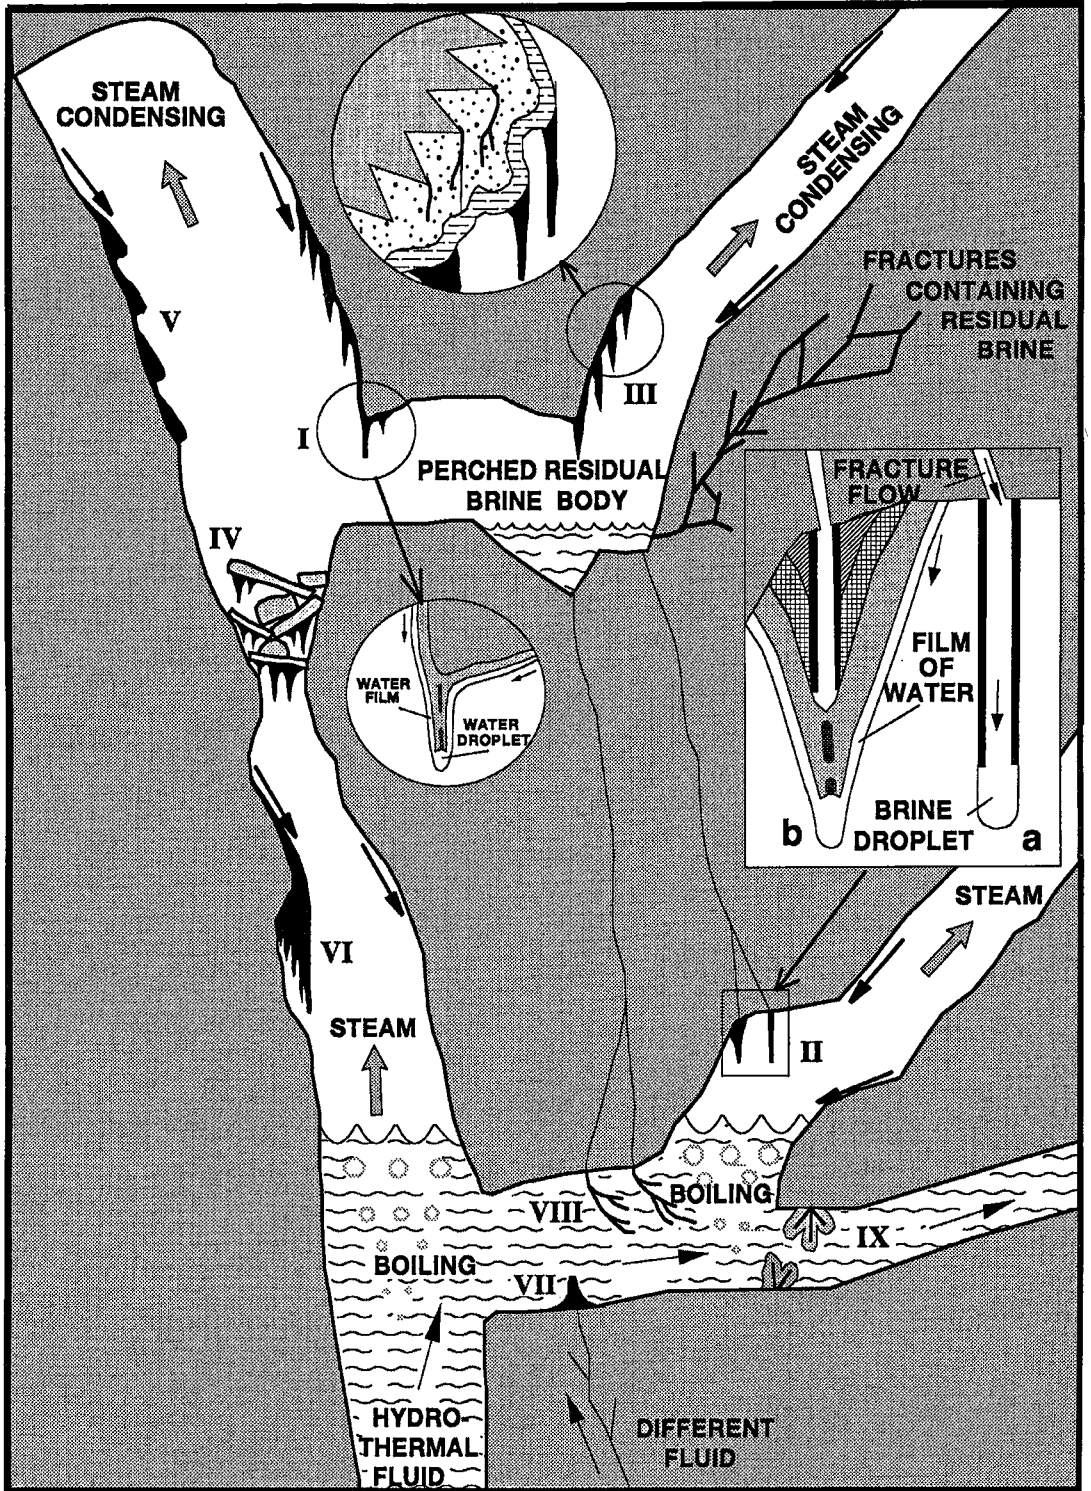 STEAM
CONDENSING
STEAM
CONDENSING
FRACTURES
CONTAINING
RESIDUAL
BRINE
V
III
I
PERCHED RESIDUAL
BRINE BODY
FRACTURE
FLOW
IV
FILM
OF
WATER
WATER
FILM
WATER
DROPLET
BRINE
DROPLET
b
a
STEAM
VI
STEAM
II
BOILING
VIII
IX
BOILING
VII
HYDRO-
THERMAL
FLUID
DIFFERENT
FLUID